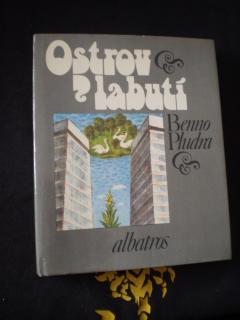 Ostrov
labutí
Benno
Pludra
albatros